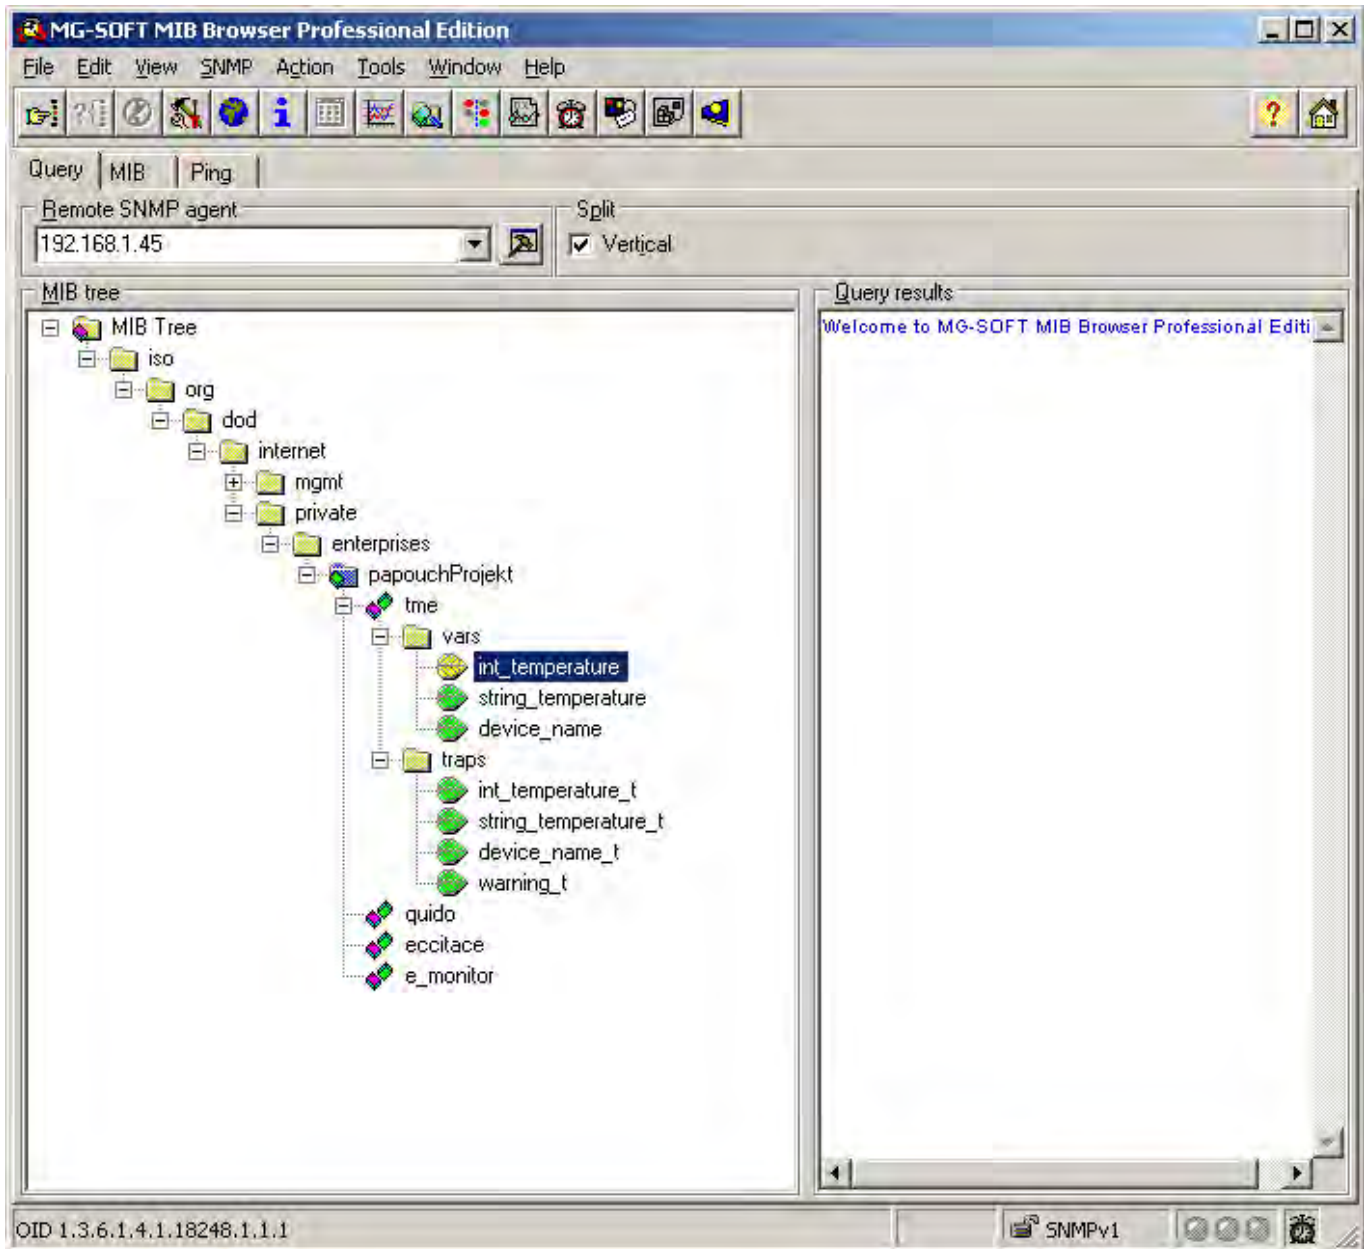 MG-SOFT MIB Browser Professional Edition
File Edit View SNMP Action Tools Window Help
Query MIB Ping
Remote SNMP agent
Split
192.168.1.45
Vertical
MIB tree
Query results
MIB Tree
Welcome to MG-SOFT MIB Browser Professional Editi
iso
org
dod
internet
mgmt
private
enterprises
papouchProjekt
tme
vars
int_temperature
string_temperature
device_name
traps
int_temperature_t
string_temperature_t
device_name_t
warning_t
quido
eccitace
e_monitor
OID 1.3.6.1.4.1.18248.1.1.1
SNMPv1